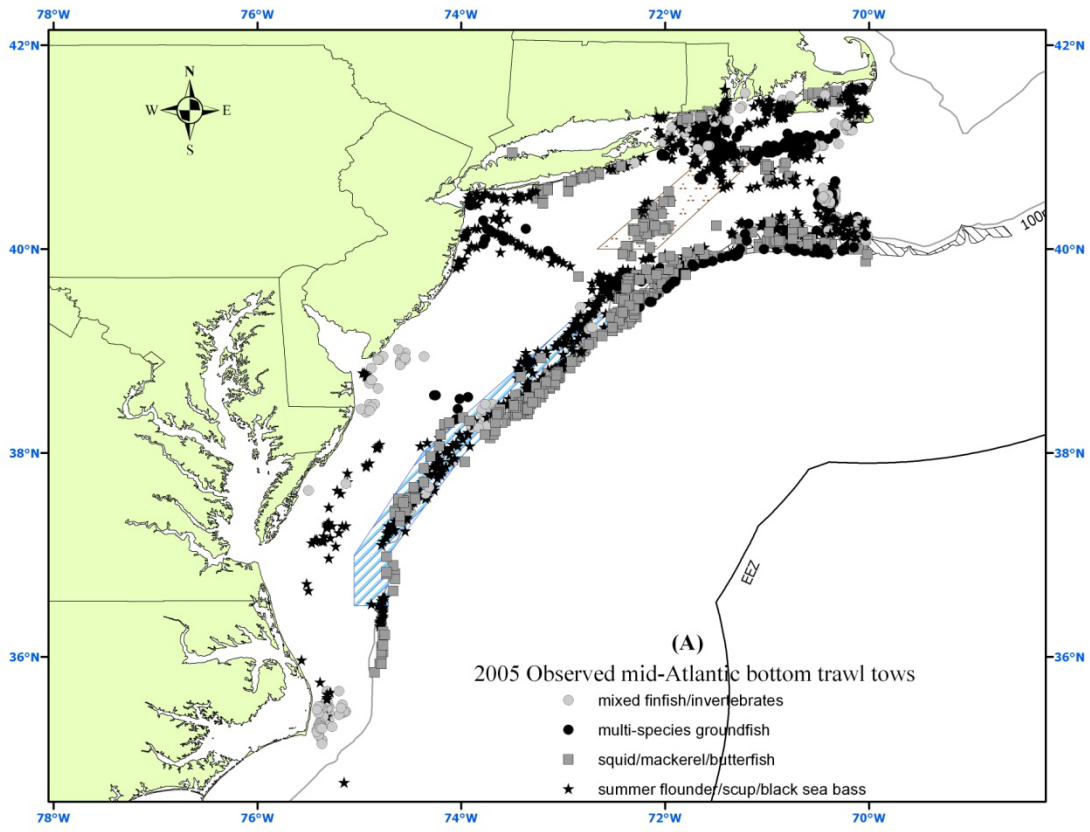 78°W 76°W 74°W 72°W 70°W
42°N 42°N
N
W E
S
40°N 100 40°N
38°N 38°N
EEZ
36°N 36°N
(A)
2005 Observed mid-Atlantic bottom trawl tows
mixed finfish/invertebrates
multi-species groundfish
squid/mackerel/butterfish
summer flounder/scup/black sea bass
78°W 76°W 74°W 72°W 70°W